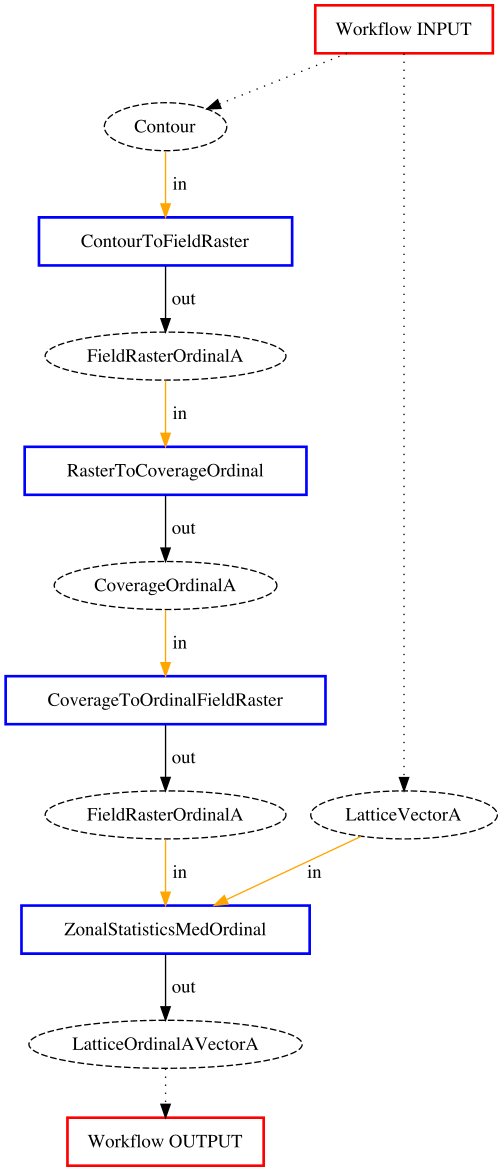 Workflow INPUT
Contour
in
ContourToFieldRaster
out
FieldRasterOrdinalA
in
RasterToCoverageOrdinal
out
CoverageOrdinalA
in
CoverageToOrdinalFieldRaster
out
FieldRasterOrdinalA
LatticeVectorA
in
in
ZonalStatisticsMedOrdinal
out
LatticeOrdinalAVectorA
Workflow OUTPUT